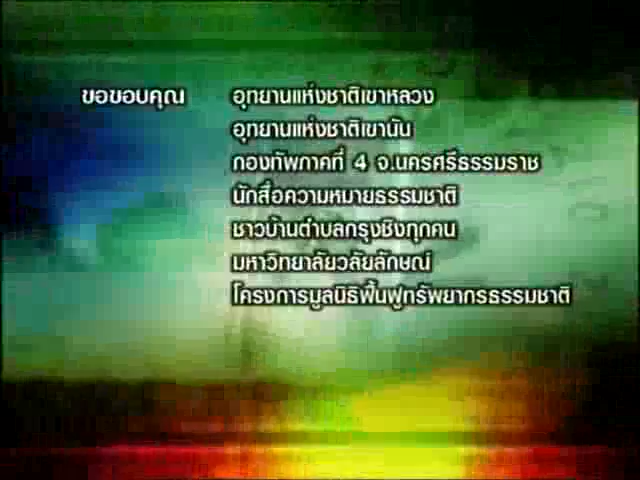 ขอขอบคุณ อุทยานแห่งชาติเขาหลวง
อุทยานแห่งชาติเขานัน
กองทัพภาคที่ 4 จ.นครศรีธรรมราช
นักสื่อความหมายธรรมชาติ
ชาวบ้านตำบลกรุงชิงทุกคน
มหาวิทยาลัยวลัยลักษณ์
โครงการมูลนิธิฟื้นฟูทรัพยากรธรรมชาติ